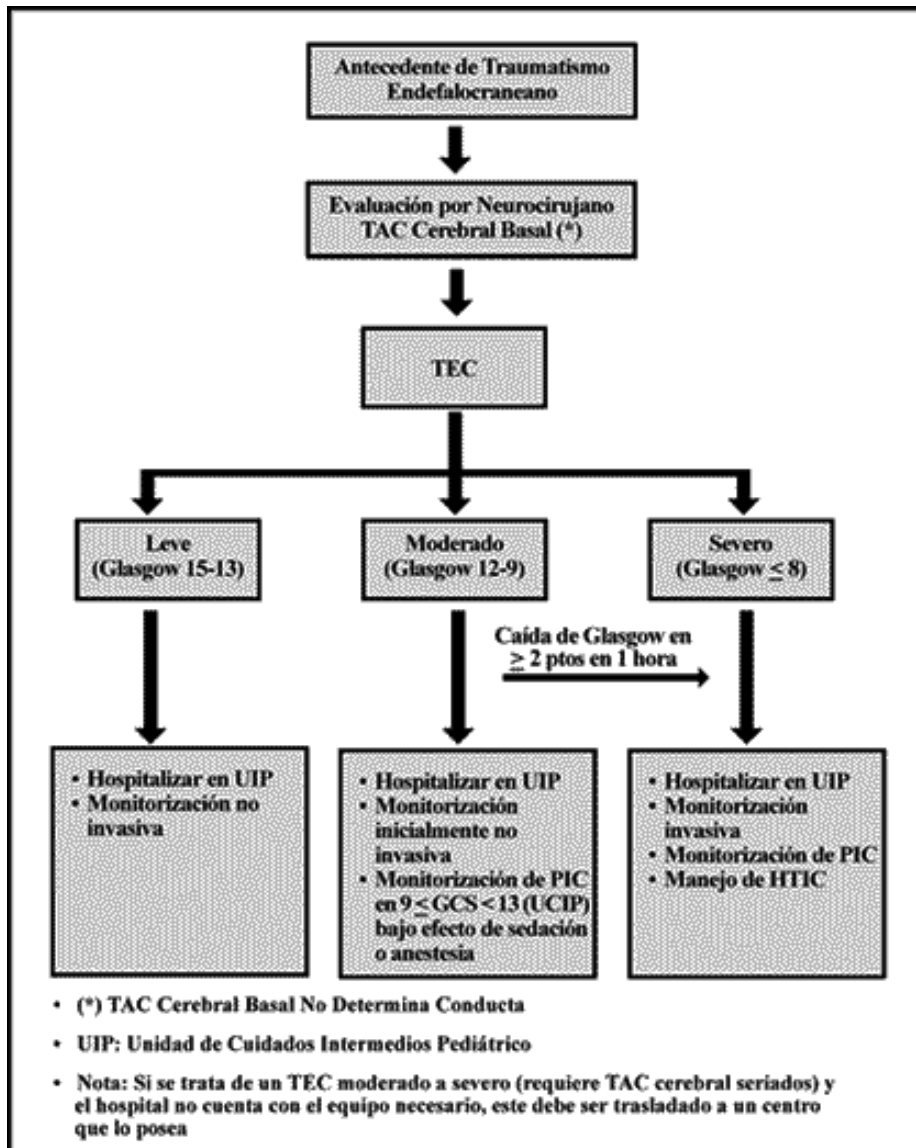 Antecedente de Traumatismo
Endefalocraneano
Evaluación por Neurocirujano
TAC Cerebral Basal (*)
TEC
Leve
(Glasgow 15-13)
Moderado
(Glasgow 12-9)
Severo
(Glasgow ≤ 8)
Caída de Glasgow en
≥ 2 ptos en 1 hora
• Hospitalizar en UIP
• Monitorización no
invasiva
• Hospitalizar en UIP
• Monitorización
inicialmente no
invasiva
• Monitorización de PIC
en 9 ≤ GCS < 13 (UCIP)
bajo efecto de sedación
o anestesia
• Hospitalizar en UIP
• Monitorización
invasiva
• Monitorización de PIC
• Manejo de HTIC
• (*) TAC Cerebral Basal No Determina Conducta
• UIP: Unidad de Cuidados Intermedios Pediátrico
• Nota: Si se trata de un TEC moderado a severo (requiere TAC cerebral seriados) y
el hospital no cuenta con el equipo necesario, este debe ser trasladado a un centro
que lo posea